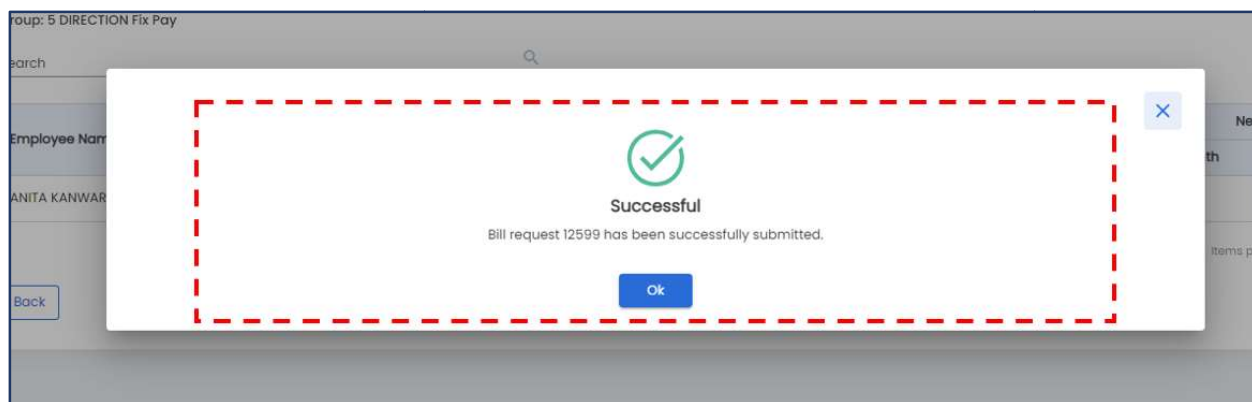 roup: 5 DIRECTION Fix Pay
earch
Employee Nam
Ne
th
ANITA KANWAR
Successful
Bill request 12599 has been successfully submitted.
Items p
Ok
Back